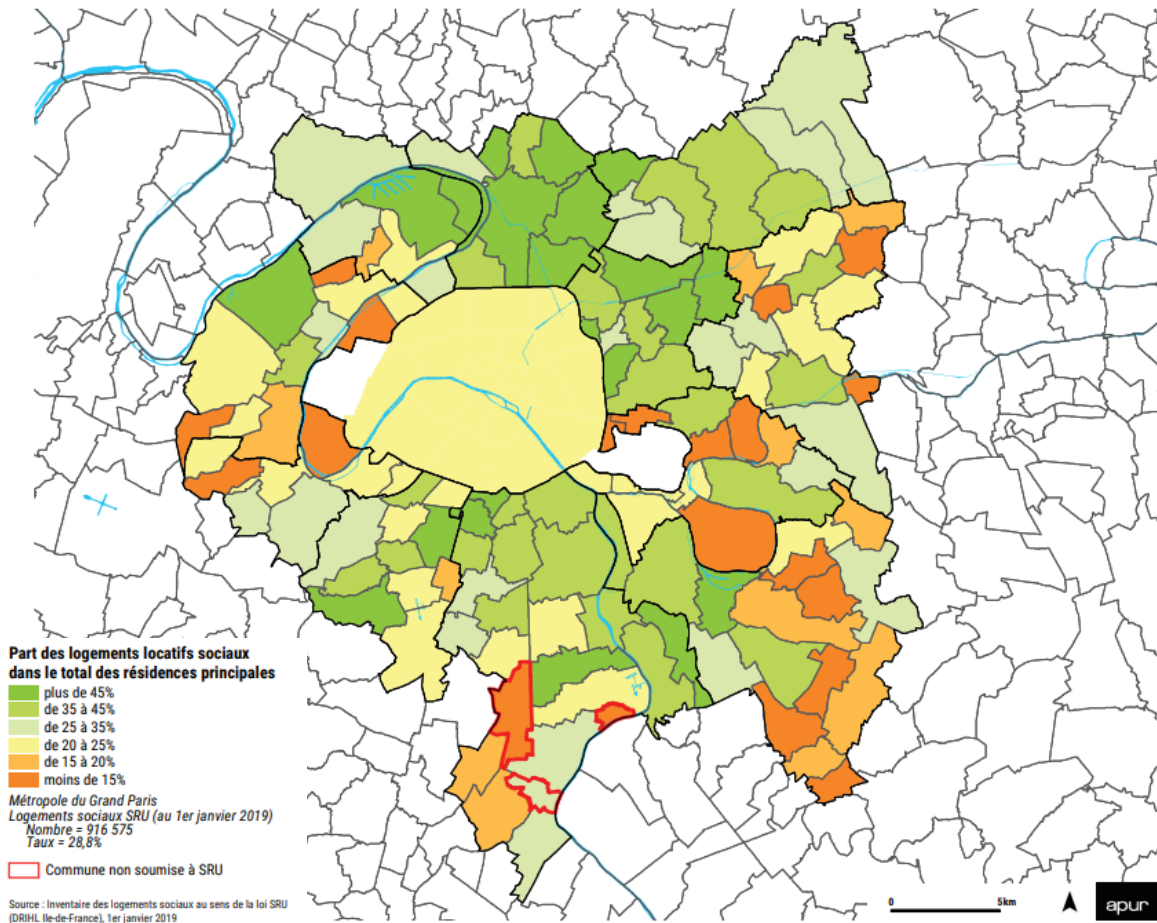 Part des logements locatifs sociaux
dans le total des résidences principales
plus de 45%
de 35 à 45%
de 25 à 35%
de 20 à 25%
de 15 à 20%
moins de 15%
Métropole du Grand Paris
Logements sociaux SRU (au 1er janvier 2019)
Nombre = 916 575
Taux = 28,8%
Commune non soumise à SRU
Source : Inventaire des logements sociaux au sens de la loi SRU
(DRIHL Ile-de-France), 1er janvier 2019
0 5km
apur